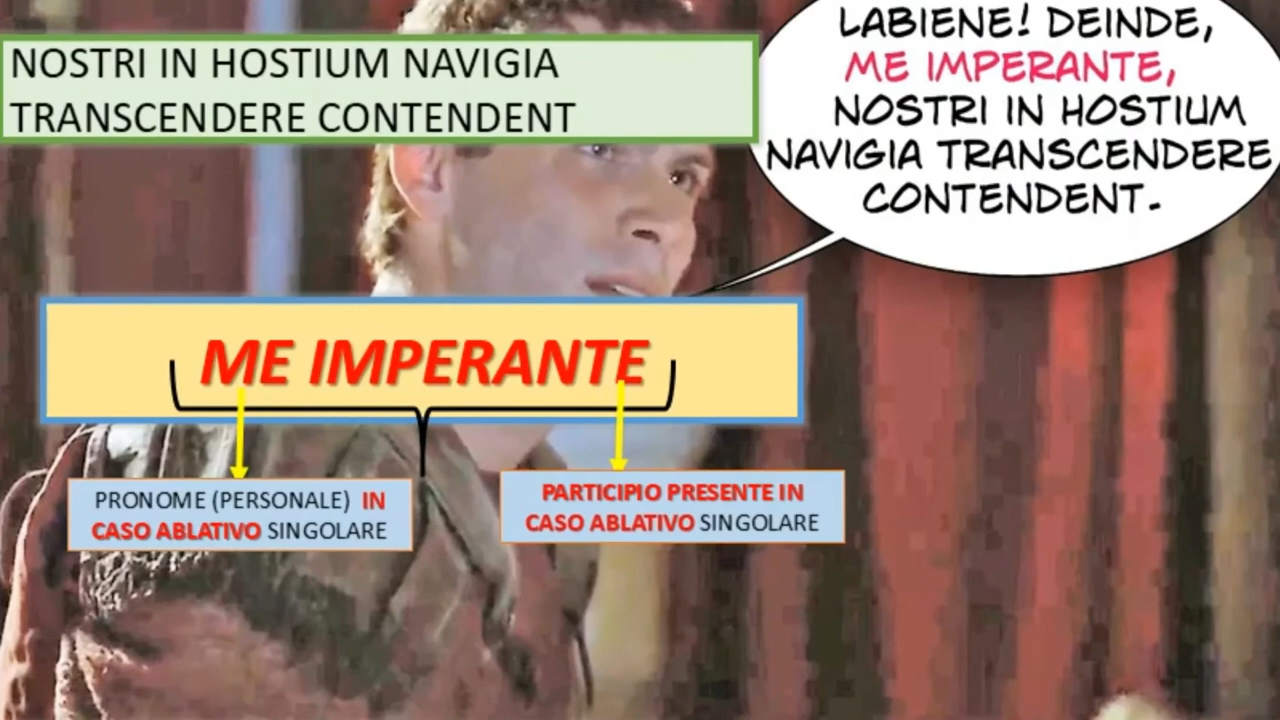 NOSTRI IN HOSTIUM NAVIGIA
TRANSCENDERE CONTENDENT
LABIENE! DEINDE,
ME IMPERANTE,
NOSTRI IN HOSTIUM
NAVIGIA TRANSCENDERE
CONTENDENT.
ME IMPERANTE
PRONOME (PERSONALE) IN
CASO ABLATIVO SINGOLARE
PARTICIPIO PRESENTE IN
CASO ABLATIVO SINGOLARE